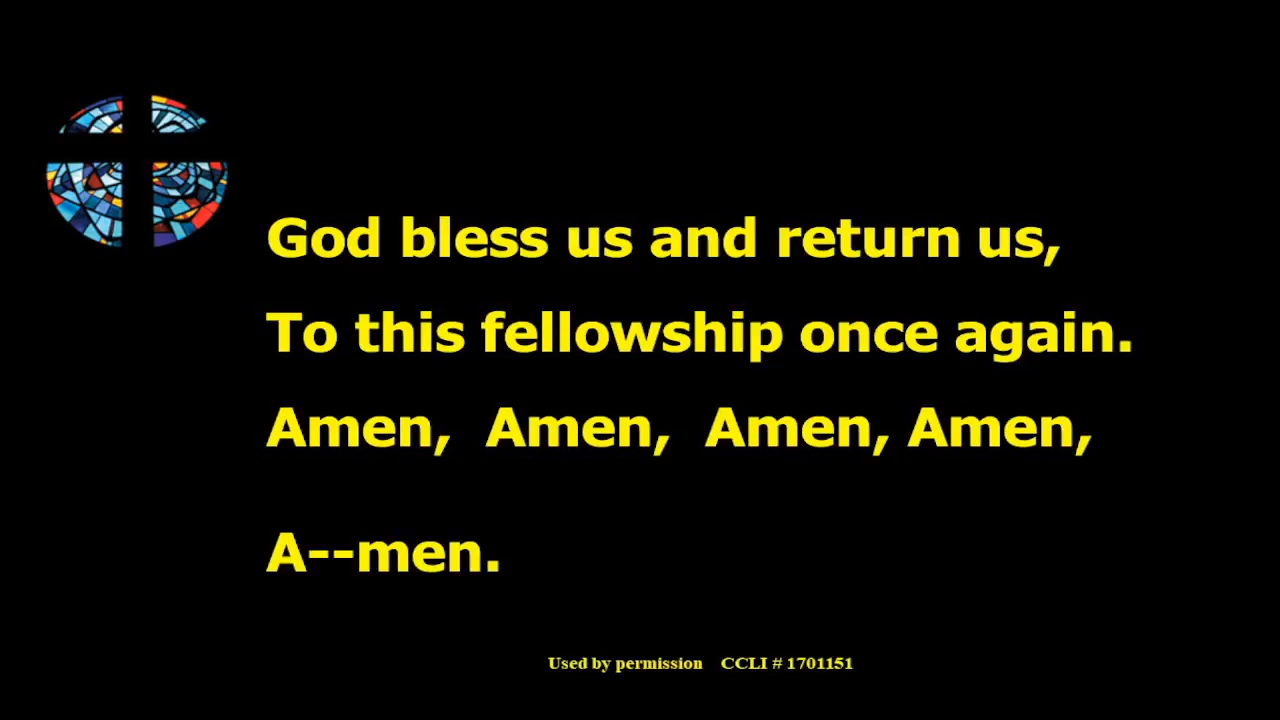 God bless us and return us,
To this fellowship once again.
Amen,  Amen,  Amen, Amen,
A--men.
Used by permission    CCLI # 1701151